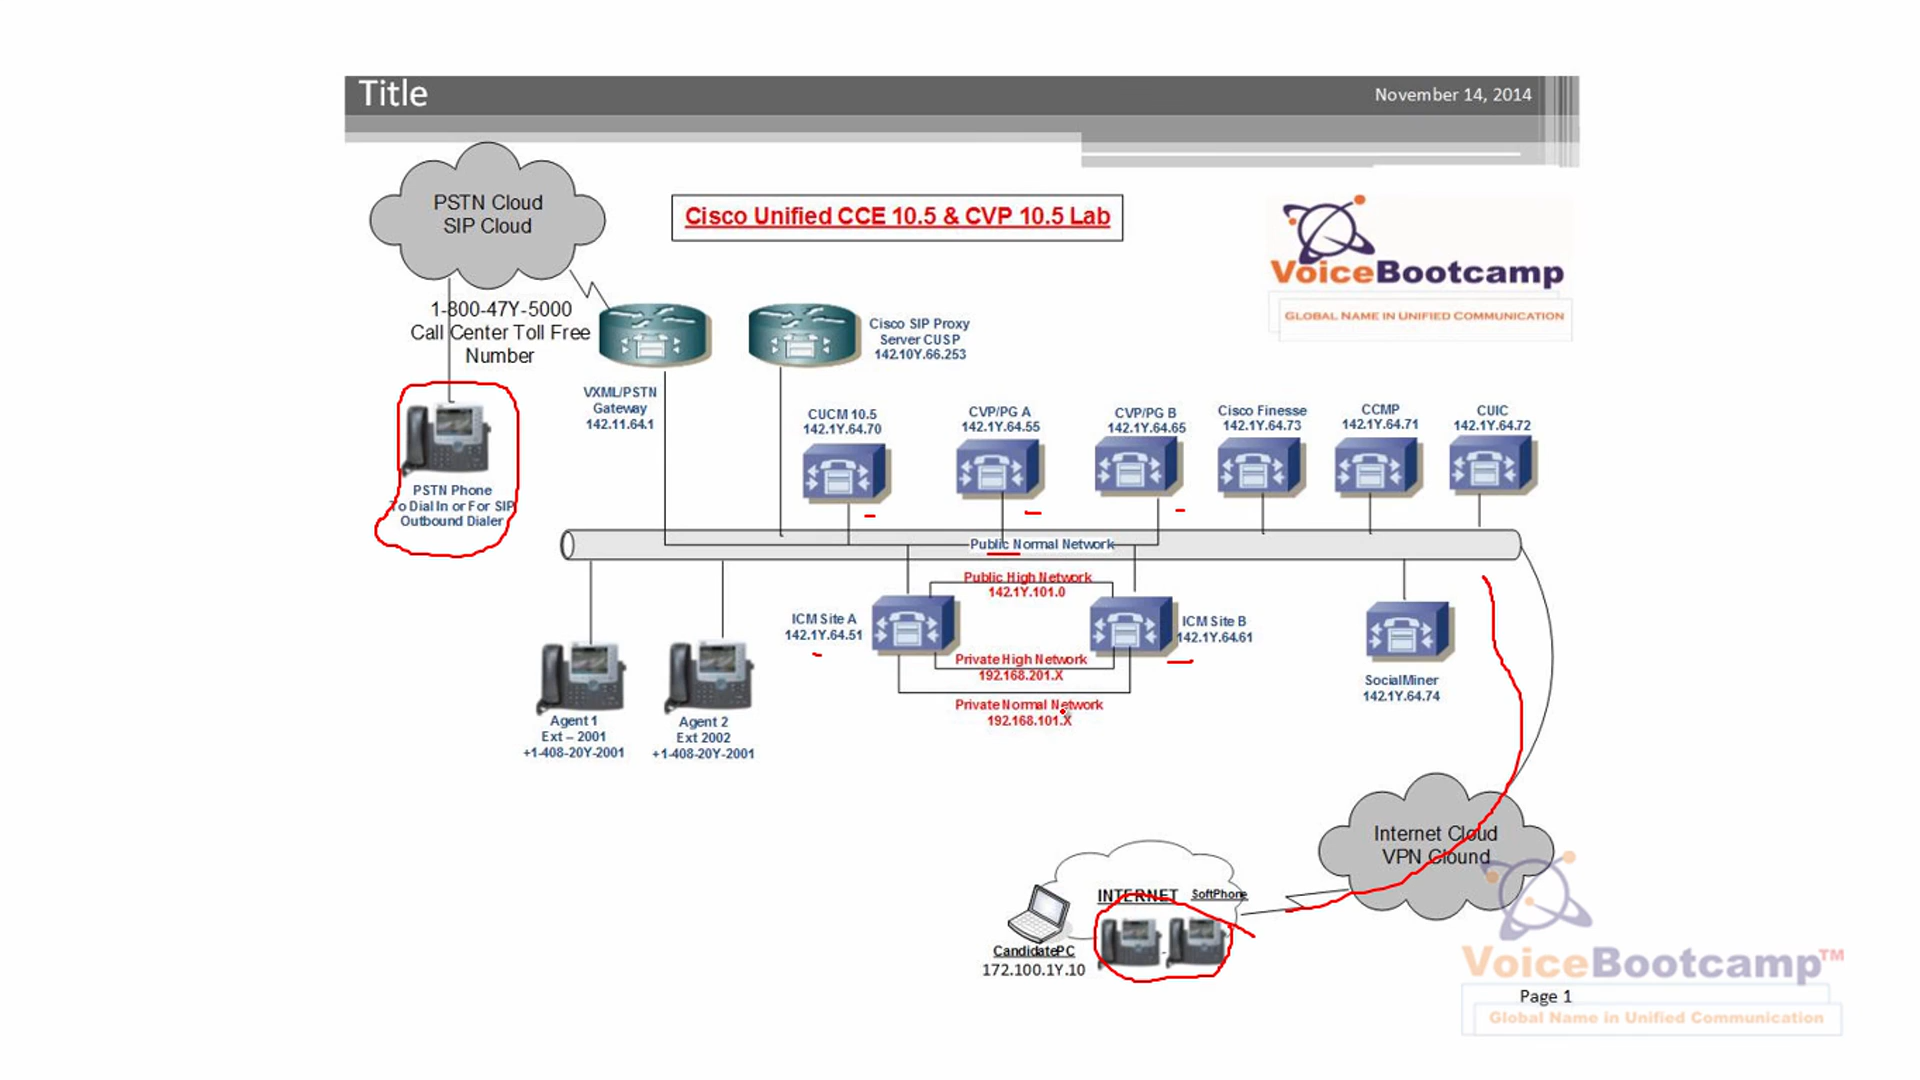 Title
November 14, 2014
PSTN Cloud
SIP Cloud
Cisco Unified CCE 10.5 & CVP 10.5 Lab
VoiceBootcamp
GLOBAL NAME IN UNIFIED COMMUNICATION
1-800-47Y-5000
Call Center Toll Free
Number
Cisco SIP Proxy
Server CUSP
142.10Y.66.253
VXML/PSTN
Gateway
142.11.64.1
CUCM 10.5
142.1Y.64.70
CVP/PG A
142.1Y.64.55
CVP/PG B
142.1Y.64.65
Cisco Finesse
142.1Y.64.73
CCMP
142.1Y.64.71
CUIC
142.1Y.64.72
PSTN Phone
To Dial In or For SIP
Outbound Dialer
Public Normal Network
Public High Network
142.1Y.101.0
ICM Site A
142.1Y.64.51
ICM Site B
142.1Y.64.61
Private High Network
192.168.201.X
Private Normal Network
192.168.101.X
SocialMiner
142.1Y.64.74
Agent 1
Ext – 2001
+1-408-20Y-2001
Agent 2
Ext 2002
+1-408-20Y-2001
Internet Cloud
VPN Clound
INTERNET
SoftPhone
CandidatePC
172.100.1Y.10
VoiceBootcamp™
Page 1
Global Name in Unified Communication